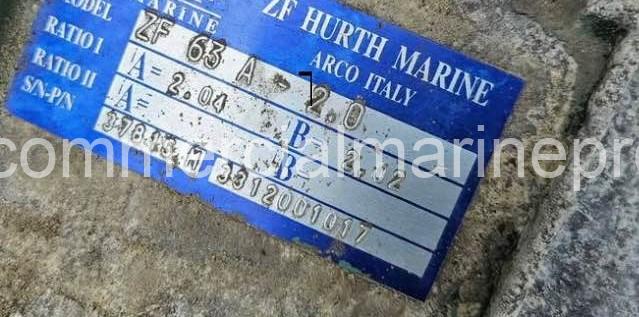 MARINE ZF HURTH MARINE
ARCO ITALY
MODEL ZF 63 A - 2.0
RATIO I A= 2.04 B= 2.12
RATIO II A= B=
S/N-P/N 3312001017
commercialmarinepro